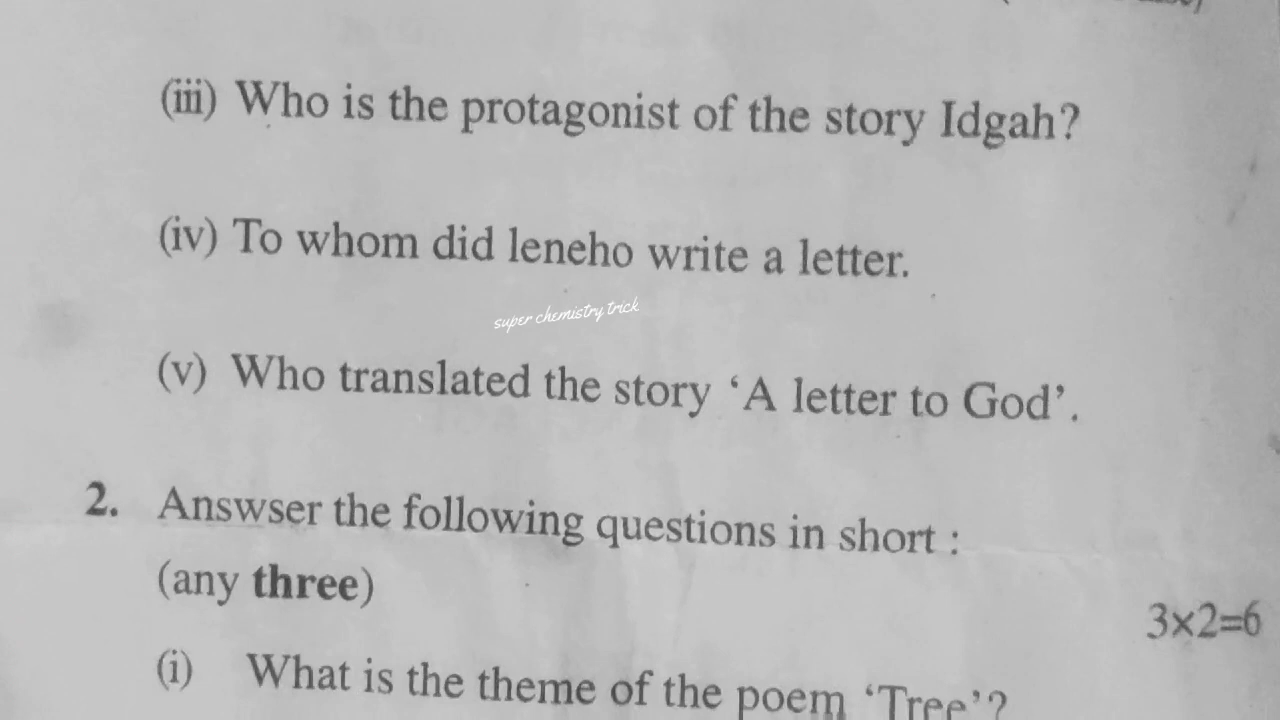 (iii) Who is the protagonist of the story Idgah?
(iv) To whom did leneho write a letter.
super chemistry trick
(v) Who translated the story ‘A letter to God’.
2. Answser the following questions in short :
(any three)
3×2=6
(i) What is the theme of the poem ‘Tree’?